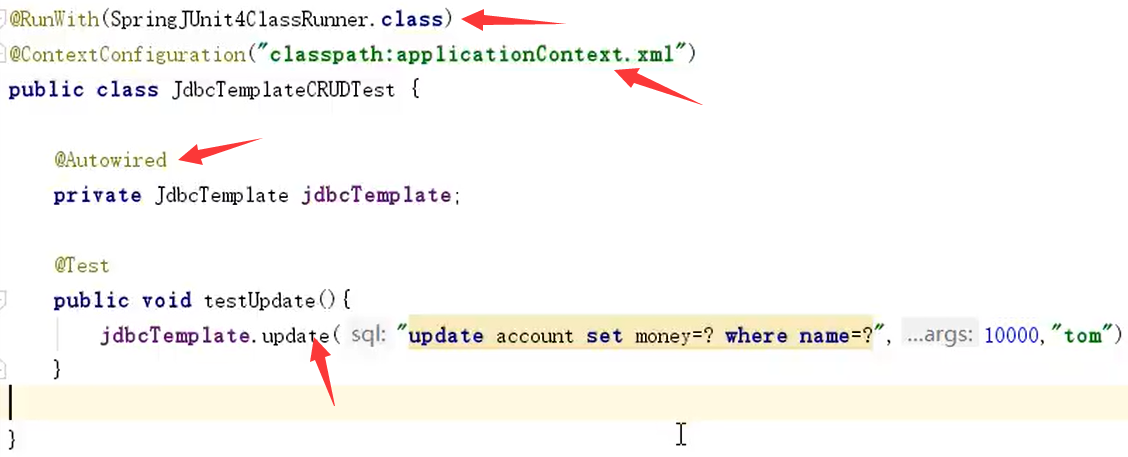 @RunWith(SpringJUnit4ClassRunner.class)
@ContextConfiguration("classpath:applicationContext.xml")
public class JdbcTemplateCRUDTest {
@Autowired
private JdbcTemplate jdbcTemplate;
@Test
public void testUpdate(){
jdbcTemplate.update( sql: "update account set money=? where name=?", ...args: 10000,"tom")
}
}